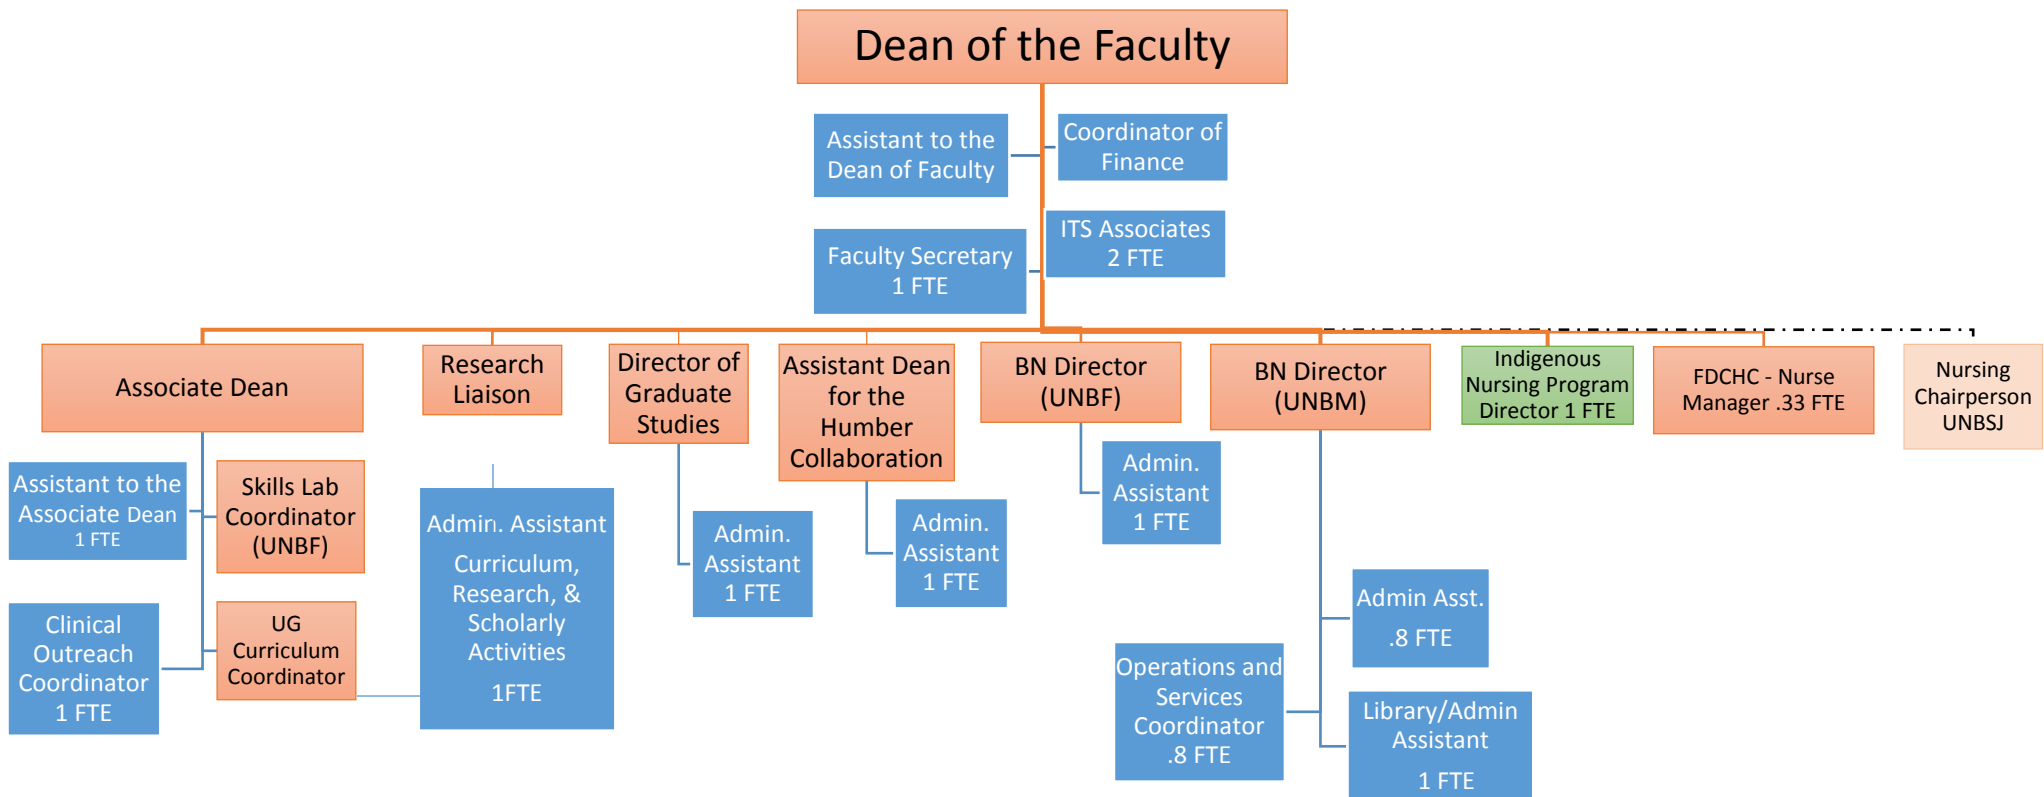 Dean of the Faculty
Assistant to the
Dean of Faculty
Coordinator of
Finance
Faculty Secretary
1 FTE
ITS Associates
2 FTE
Associate Dean
Research
Liaison
Director of
Graduate
Studies
Assistant Dean
for the
Humber
Collaboration
BN Director
(UNBF)
BN Director
(UNBM)
Indigenous
Nursing Program
Director 1 FTE
FDCHC - Nurse
Manager .33 FTE
Nursing
Chairperson
UNBSJ
Assistant to the
Associate Dean
1 FTE
Skills Lab
Coordinator
(UNBF)
Clinical
Outreach
Coordinator
1 FTE
UG
Curriculum
Coordinator
Admin. Assistant
Curriculum,
Research, &
Scholarly
Activities
1FTE
Admin.
Assistant
1 FTE
Admin.
Assistant
1 FTE
Admin.
Assistant
1 FTE
Admin Asst.
.8 FTE
Operations and
Services
Coordinator
.8 FTE
Library/Admin
Assistant
1 FTE